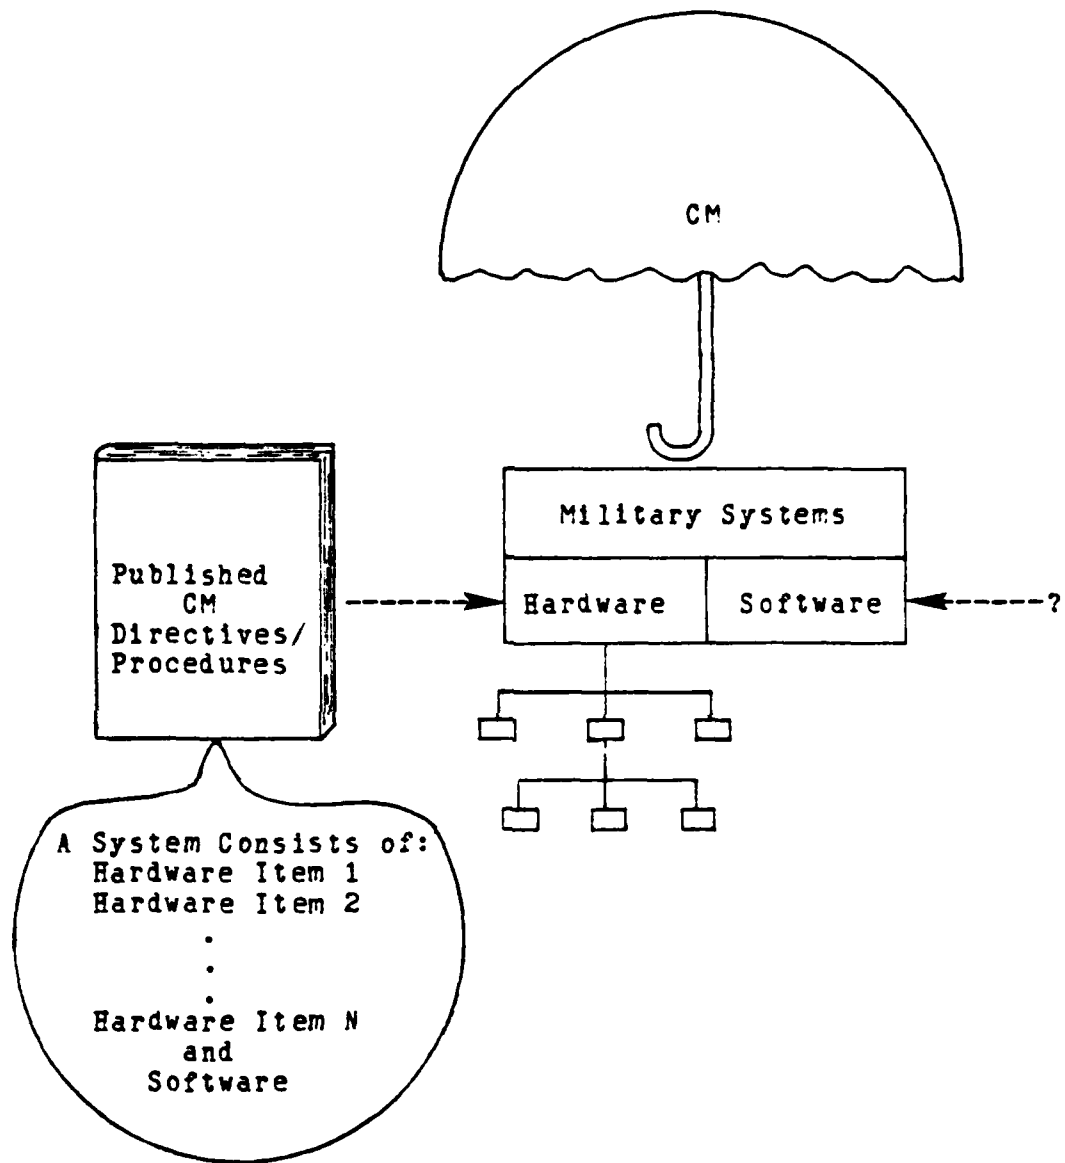 CM
Military Systems
Hardware
Software
?
Published
CM
Directives/
Procedures
A System Consists of:
Hardware Item 1
Hardware Item 2
.
.
.
Hardware Item N
and
Software